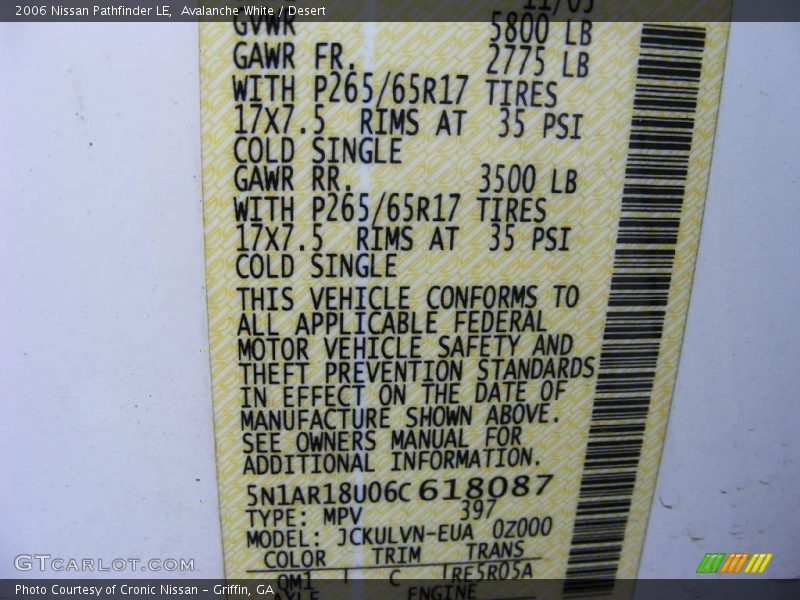 2006 Nissan Pathfinder LE, Avalanche White / Desert
11/05
GVWR 5800 LB
GAWR FR. 2775 LB
WITH P265/65R17 TIRES
17X7.5 RIMS AT 35 PSI
COLD SINGLE
GAWR RR. 3500 LB
WITH P265/65R17 TIRES
17X7.5 RIMS AT 35 PSI
COLD SINGLE
THIS VEHICLE CONFORMS TO
ALL APPLICABLE FEDERAL
MOTOR VEHICLE SAFETY AND
THEFT PREVENTION STANDARDS
IN EFFECT ON THE DATE OF
MANUFACTURE SHOWN ABOVE.
SEE OWNERS MANUAL FOR
ADDITIONAL INFORMATION.
5N1AR18U06C618087
TYPE: MPV 397
MODEL: JCKULVN-EUA 0Z000
COLOR TRIM TRANS
QM1 C RE5R05A
AXLE ENGINE
GTCARLOT.COM
Photo Courtesy of Cronic Nissan - Griffin, GA